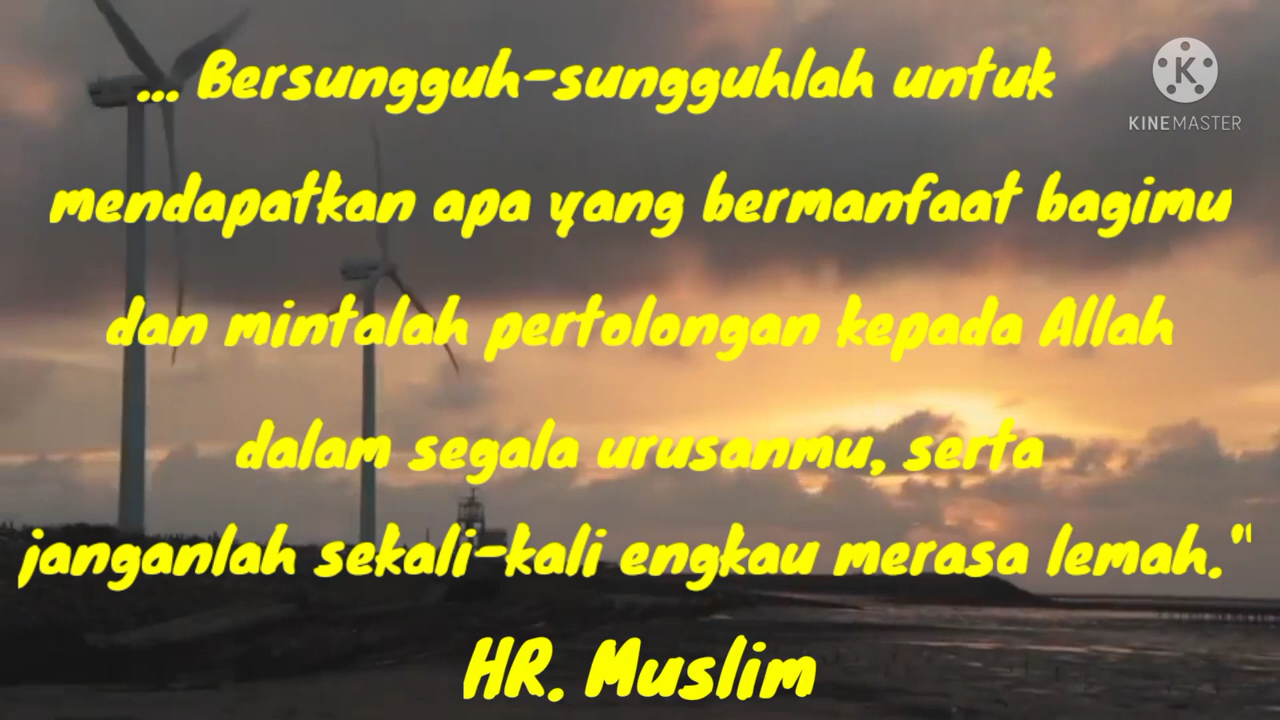 ... Bersungguh-sungguhlah untuk
mendapatkan apa yang bermanfaat bagimu
dan mintalah pertolongan kepada Allah
dalam segala urusanmu, serta
janganlah sekali-kali engkau merasa lemah."
HR. Muslim
K
KINEMASTER